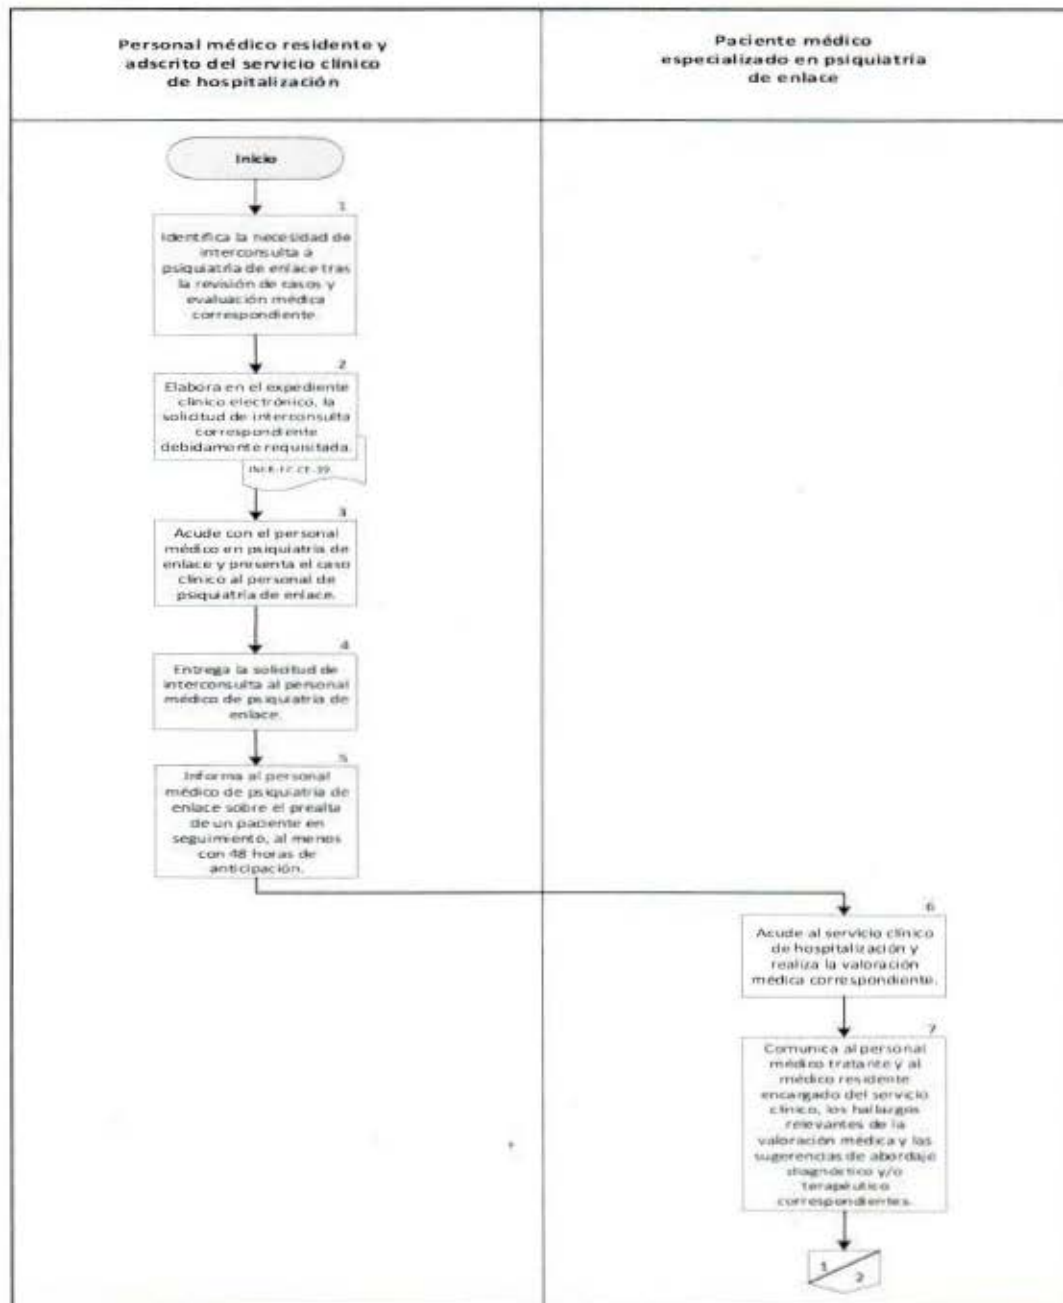 Personal médico residente y
adscrito del servicio clínico
de hospitalización
Paciente médico
especializado en psiquiatría
de enlace
Inicio
1
Identifica la necesidad de
interconsulta a
psiquiatría de enlace tras
la revisión de casos y
evaluación médica
correspondiente
2
Elabora en el expediente
clínico electrónico, la
solicitud de interconsulta
correspondiente
debidamente requisitada.
3
Acude con el personal
médico en psiquiatría de
enlace y presenta el caso
clínico al personal de
psiquiatría de enlace.
4
Entrega la solicitud de
interconsulta al personal
médico de psiquiatría de
enlace.
5
Informa al personal
médico de psiquiatría de
enlace sobre el prealta
de un paciente en
seguimiento, al menos
con 48 horas de
anticipación.
6
Acude al servicio clínico
de hospitalización y
realiza la valoración
médica correspondiente.
7
Comunica al personal
médico tratante y al
médico residente
encargado del servicio
clínico, los hallazgos
relevantes de la
valoración médica y las
sugerencias de abordaje
diagnóstico y/o
terapéutico
correspondientes.
1
2